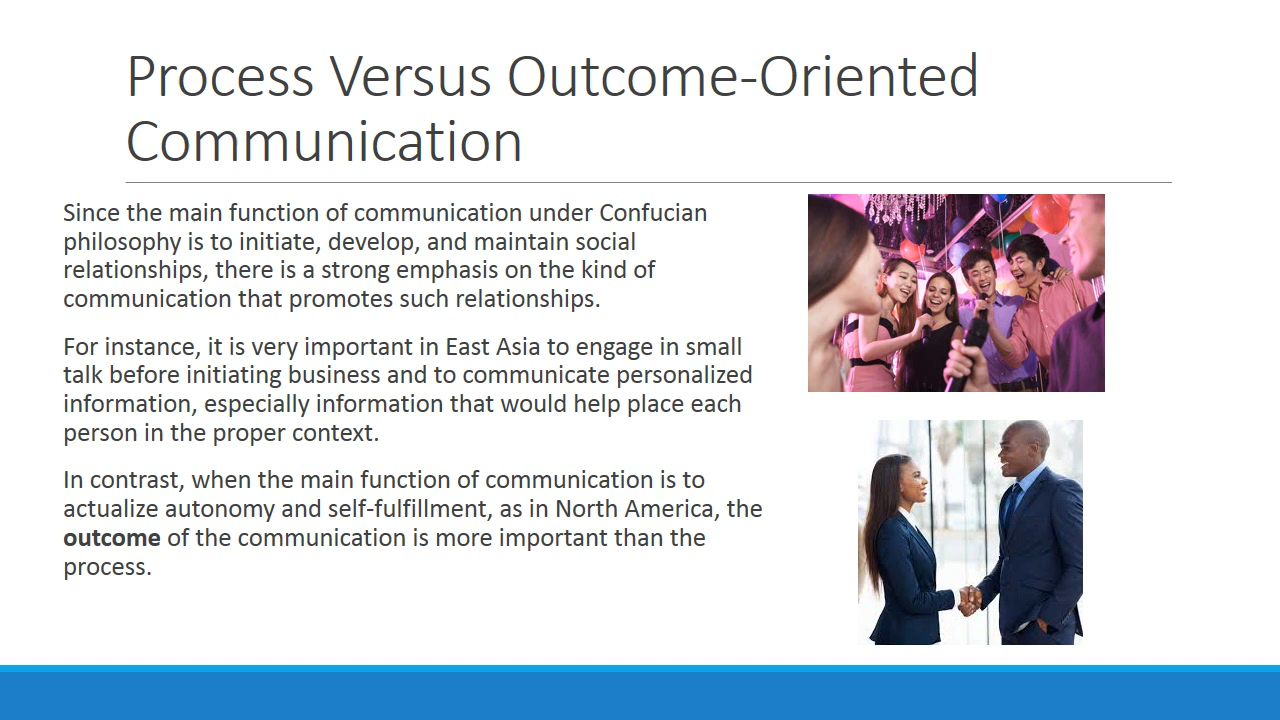 Process Versus Outcome-Oriented
Communication
Since the main function of communication under Confucian
philosophy is to initiate, develop, and maintain social
relationships, there is a strong emphasis on the kind of
communication that promotes such relationships.
For instance, it is very important in East Asia to engage in small
talk before initiating business and to communicate personalized
information, especially information that would help place each
person in the proper context.
In contrast, when the main function of communication is to
actualize autonomy and self-fulfillment, as in North America, the
outcome of the communication is more important than the
process.